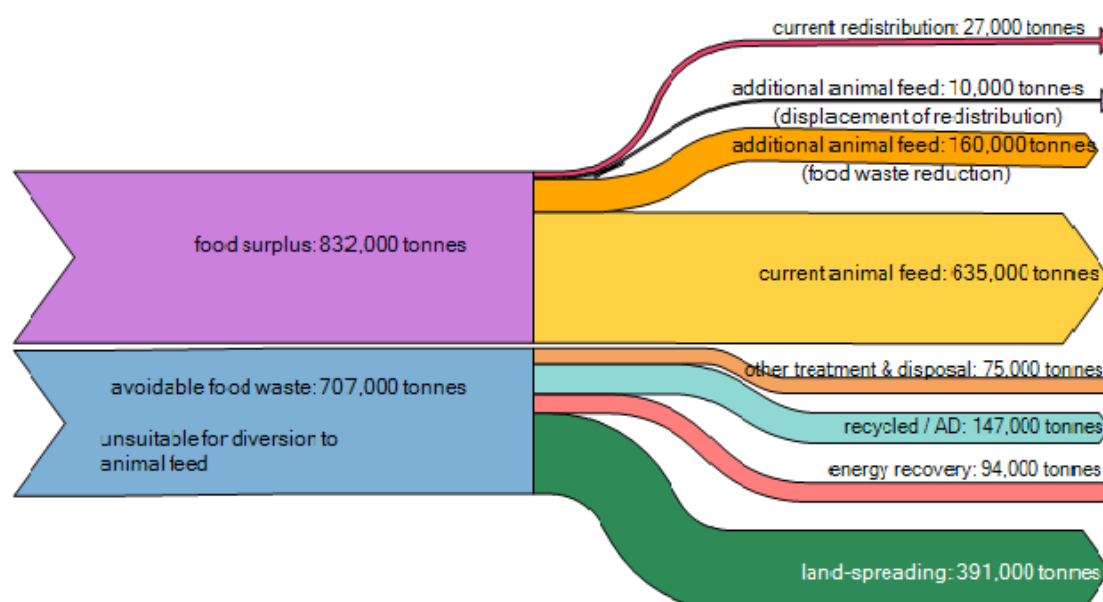 current redistribution: 27,000 tonnes
additional animal feed: 10,000 tonnes
(displacement of redistribution)
additional animal feed: 160,000 tonnes
(food waste reduction)
food surplus: 832,000 tonnes
current animal feed: 635,000 tonnes
avoidable food waste: 707,000 tonnes
unsuitable for diversion to
animal feed
other treatment & disposal: 75,000 tonnes
recycled / AD: 147,000 tonnes
energy recovery: 94,000 tonnes
land-spreading: 391,000 tonnes